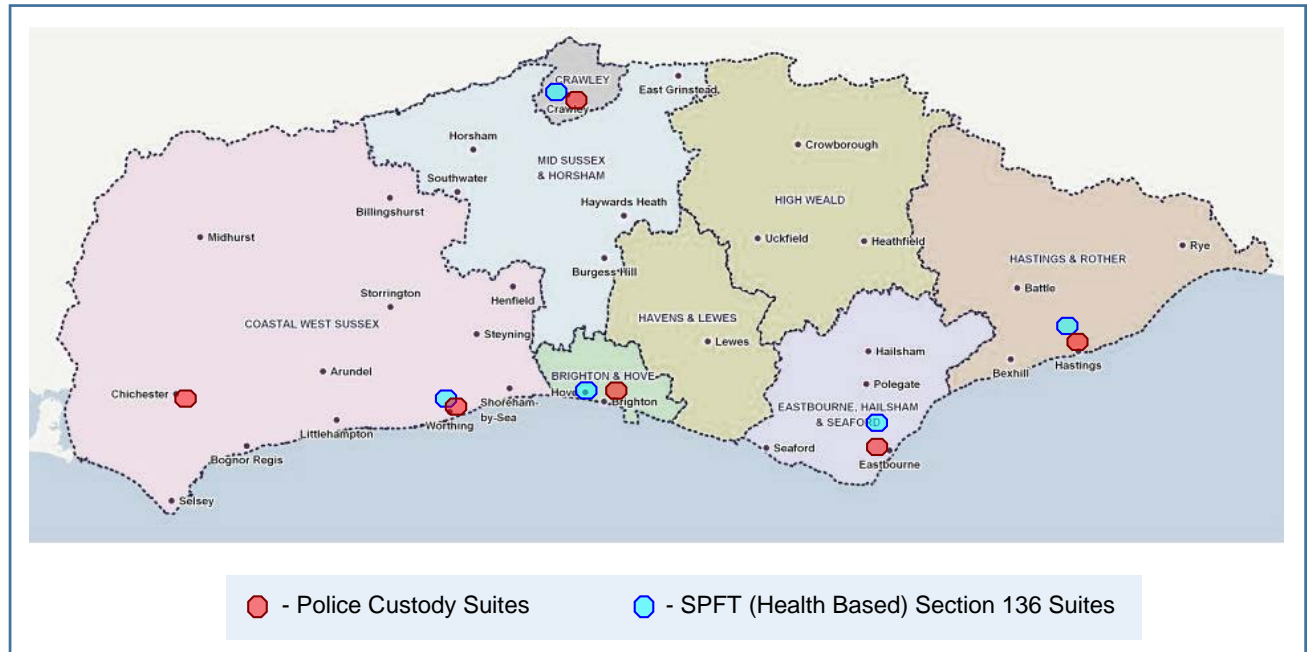 CRAWLEY
East Grinstead
Crawley
Horsham
Crowborough
MID SUSSEX
& HORSHAM
Southwater
Billingshurst
HIGH WEALD
Haywards Heath
Midhurst
Uckfield
Heathfield
Rye
Burgess Hill
HASTINGS & ROTHER
Henfield
Battle
Storrington
HAVENS & LEWES
COASTAL WEST SUSSEX
Steyning
Lewes
Hailsham
Hastings
Bexhill
Arundel
BRIGHTON & HOVE
Polegate
Chichester
Hove
Brighton
Shoreham-
by-Sea
EASTBOURNE, HAILSHAM
& SEAFORD
Littlehampton
Worthing
Bognor Regis
Seaford
Eastbourne
Selsey
- Police Custody Suites
- SPFT (Health Based) Section 136 Suites